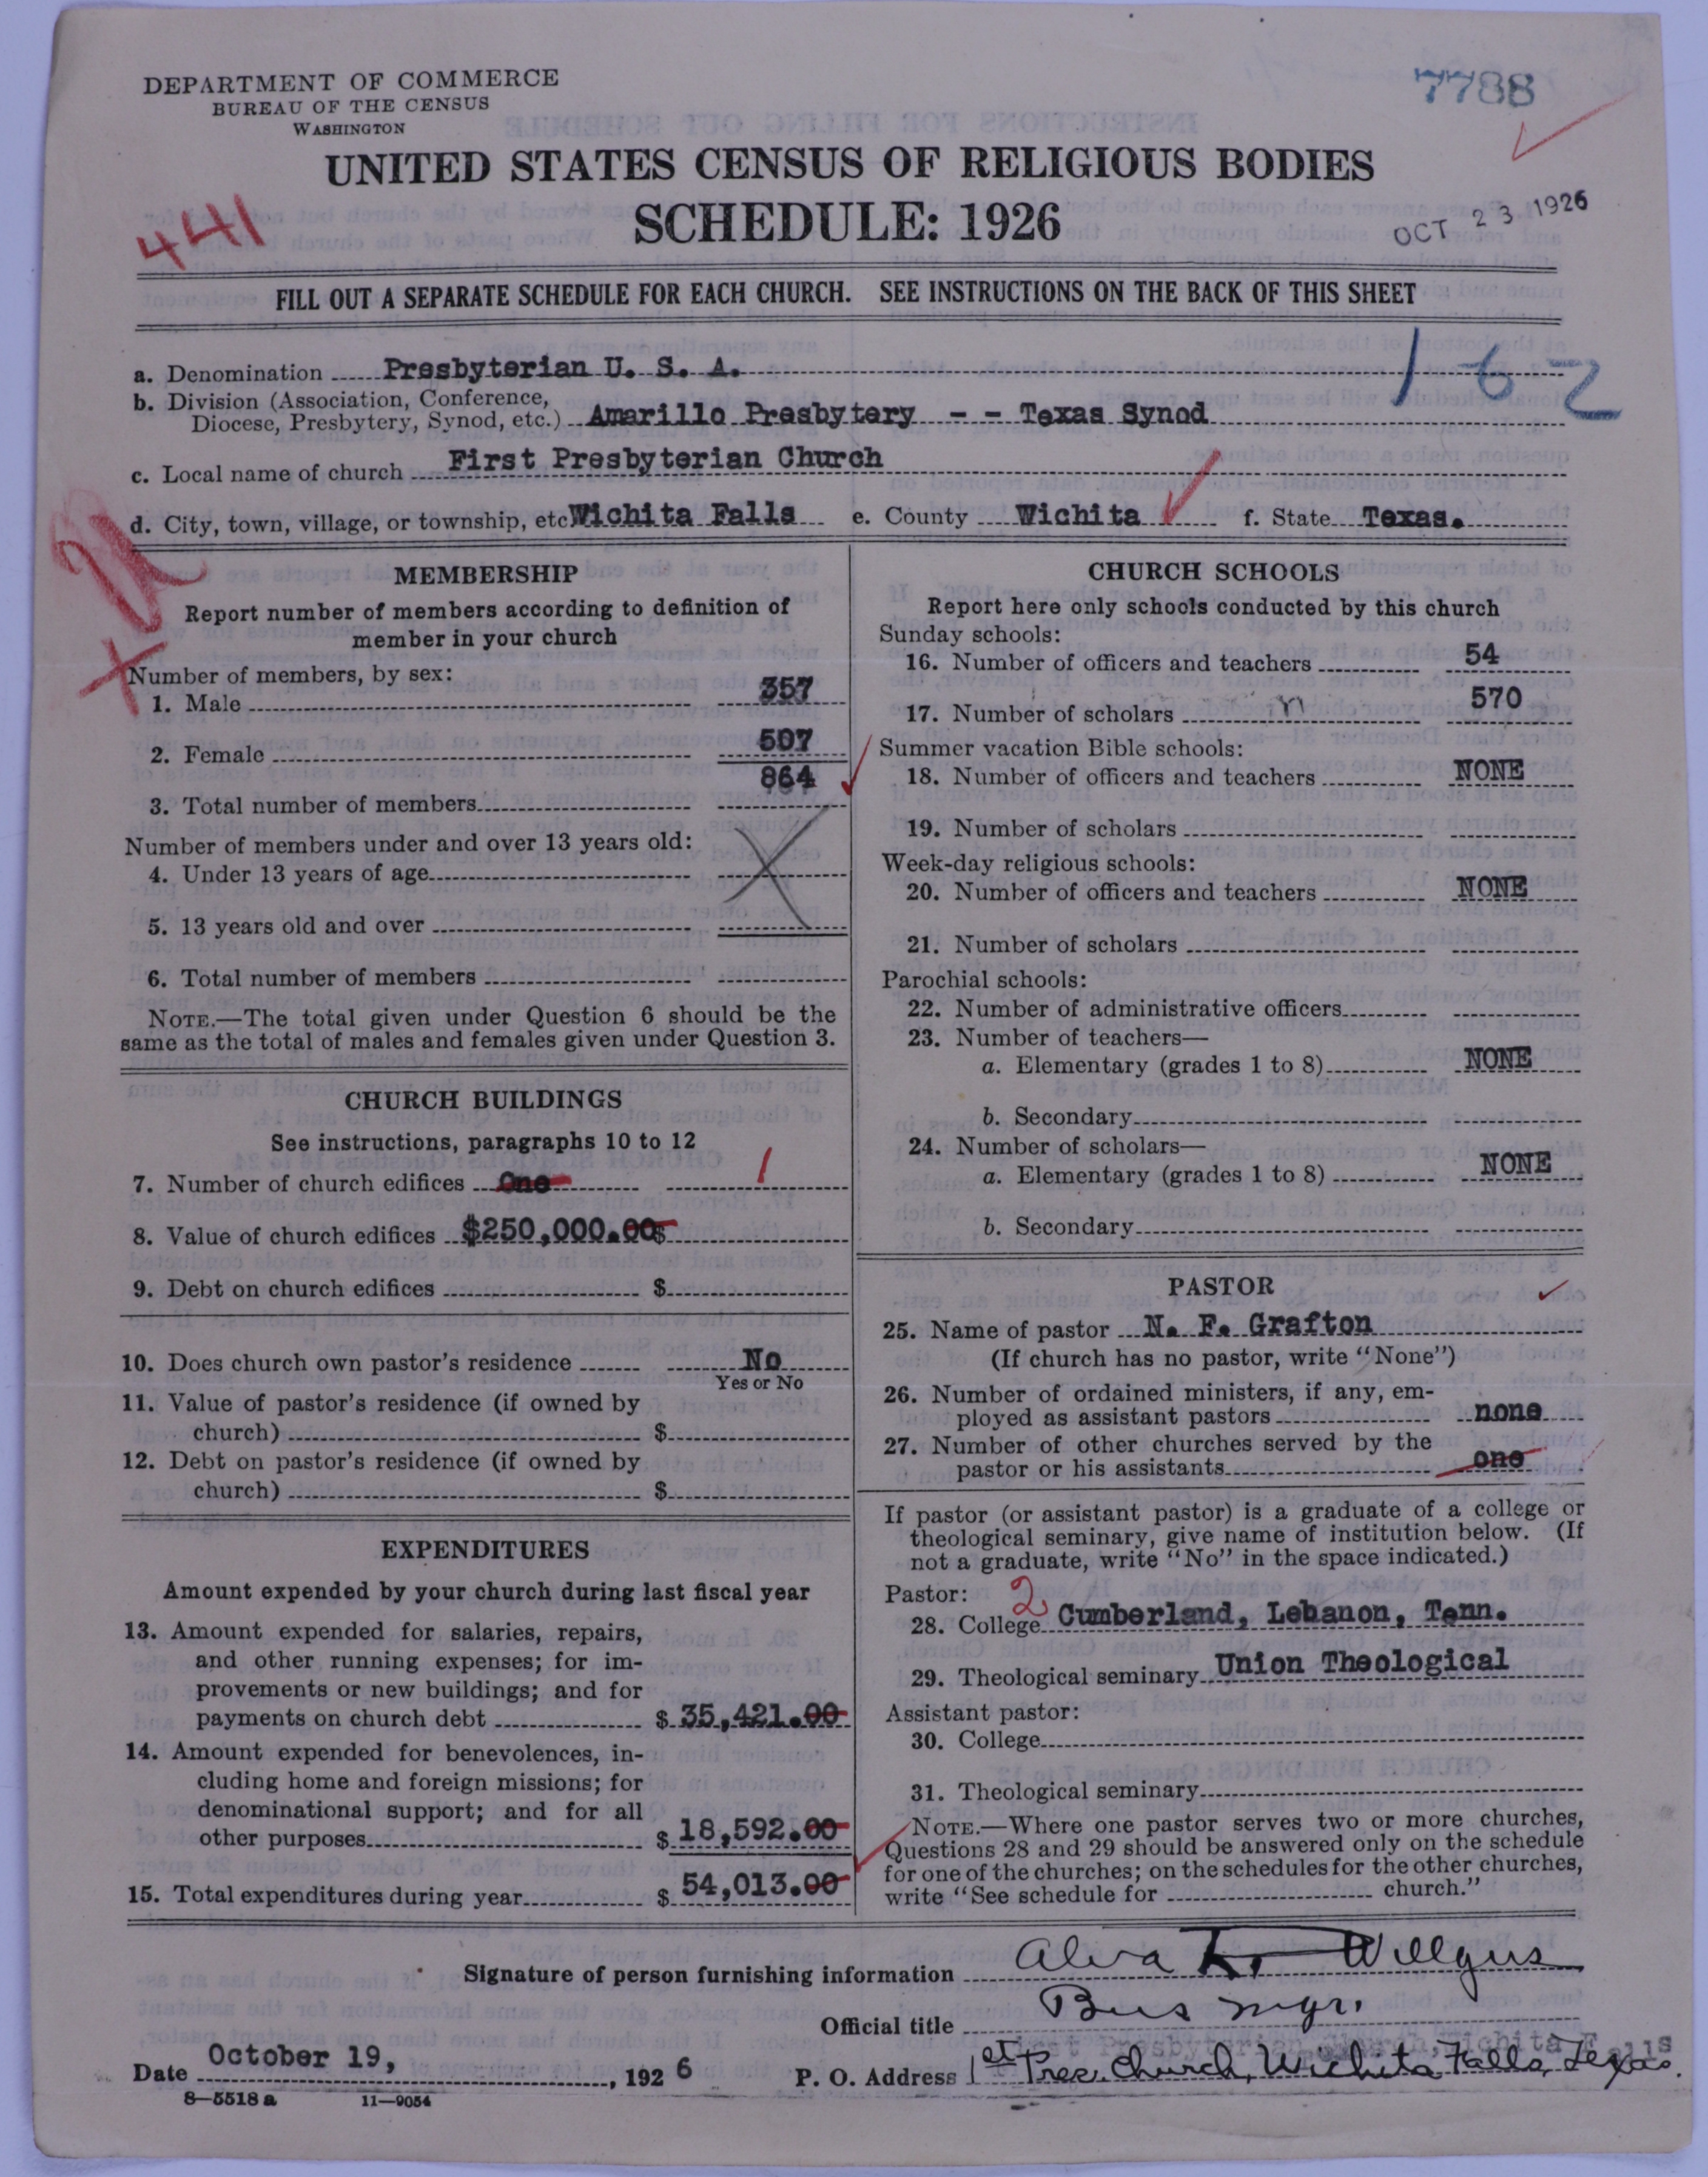 DEPARTMENT OF COMMERCE
BUREAU OF THE CENSUS
WASHINGTON
7788
UNITED STATES CENSUS OF RELIGIOUS BODIES
SCHEDULE: 1926
441
OCT 23 1926
FILL OUT A SEPARATE SCHEDULE FOR EACH CHURCH. SEE INSTRUCTIONS ON THE BACK OF THIS SHEET
162
a. Denomination Presbyterian U. S. A.
b. Division (Association, Conference,
Diocese, Presbytery, Synod, etc.) Amarillo Presbytery - - Texas Synod
c. Local name of church First Presbyterian Church
d. City, town, village, or township, etc Wichita Falls e. County Wichita f. State Texas.
MEMBERSHIP
Report number of members according to definition of
member in your church
Number of members, by sex:
1. Male 357
2. Female 507
864
3. Total number of members
Number of members under and over 13 years old:
4. Under 13 years of age
5. 13 years old and over
6. Total number of members
NOTE.—The total given under Question 6 should be the
same as the total of males and females given under Question 3.
CHURCH BUILDINGS
See instructions, paragraphs 10 to 12
7. Number of church edifices One 1
8. Value of church edifices $250,000.00 $
9. Debt on church edifices $
10. Does church own pastor's residence No
Yes or No
11. Value of pastor's residence (if owned by
church) $
12. Debt on pastor's residence (if owned by
church) $
EXPENDITURES
Amount expended by your church during last fiscal year
13. Amount expended for salaries, repairs,
and other running expenses; for im-
provements or new buildings; and for
payments on church debt $ 35,421.00
14. Amount expended for benevolences, in-
cluding home and foreign missions; for
denominational support; and for all
other purposes $ 18,592.00
15. Total expenditures during year $ 54,013.00
CHURCH SCHOOLS
Report here only schools conducted by this church
Sunday schools:
16. Number of officers and teachers 54
17. Number of scholars n 570
Summer vacation Bible schools:
18. Number of officers and teachers NONE
19. Number of scholars
Week-day religious schools:
20. Number of officers and teachers NONE
21. Number of scholars
Parochial schools:
22. Number of administrative officers
23. Number of teachers—
a. Elementary (grades 1 to 8) NONE
b. Secondary
24. Number of scholars—
a. Elementary (grades 1 to 8) NONE
b. Secondary
PASTOR
25. Name of pastor N. F. Grafton
(If church has no pastor, write "None")
26. Number of ordained ministers, if any, em-
ployed as assistant pastors none
27. Number of other churches served by the
pastor or his assistants one
If pastor (or assistant pastor) is a graduate of a college or
theological seminary, give name of institution below. (If
not a graduate, write "No" in the space indicated.)
Pastor: 2
28. College Cumberland, Lebanon, Tenn.
29. Theological seminary Union Theological
Assistant pastor:
30. College
31. Theological seminary
NOTE.—Where one pastor serves two or more churches,
Questions 28 and 29 should be answered only on the schedule
for one of the churches; on the schedules for the other churches,
write "See schedule for church."
Signature of person furnishing information Alva K. Willgus
Official title Bus mgr.
First Presbyterian Church, Wichita Falls
Date October 19, 1926 P. O. Address 1st Pres. Church, Wichita Falls, Texas.
8—5518 a 11—9054